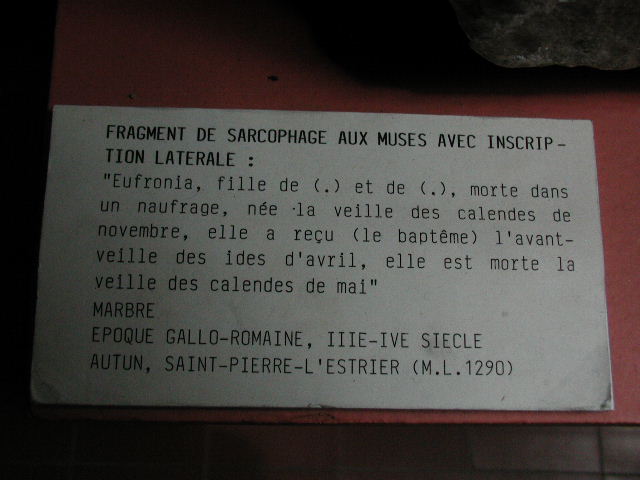 FRAGMENT DE SARCOPHAGE AUX MUSES AVEC INSCRIP-
TION LATERALE :
"Eufronia, fille de (.) et de (.), morte dans
un naufrage, née la veille des calendes de
novembre, elle a reçu (le baptême) l'avant-
veille des ides d'avril, elle est morte la
veille des calendes de mai"
MARBRE
EPOQUE GALLO-ROMAINE, IIIE-IVE SIECLE
AUTUN, SAINT-PIERRE-L'ESTRIER (M.L.1290)